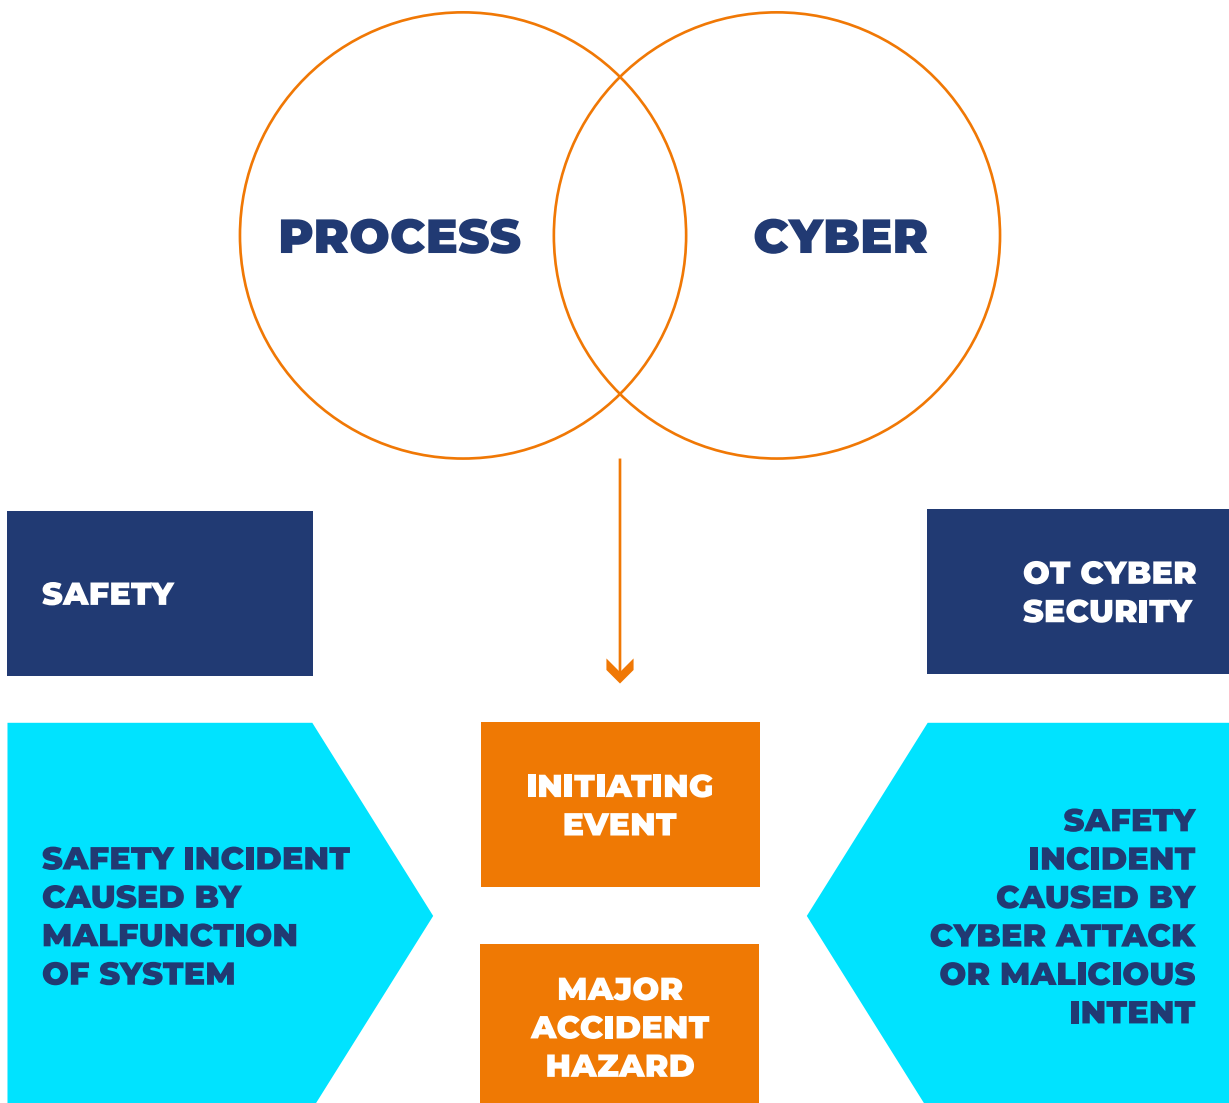 PROCESS
CYBER
SAFETY
OT CYBER
SECURITY
SAFETY INCIDENT
CAUSED BY
MALFUNCTION
OF SYSTEM
INITIATING
EVENT
MAJOR
ACCIDENT
HAZARD
SAFETY
INCIDENT
CAUSED BY
CYBER ATTACK
OR MALICIOUS
INTENT